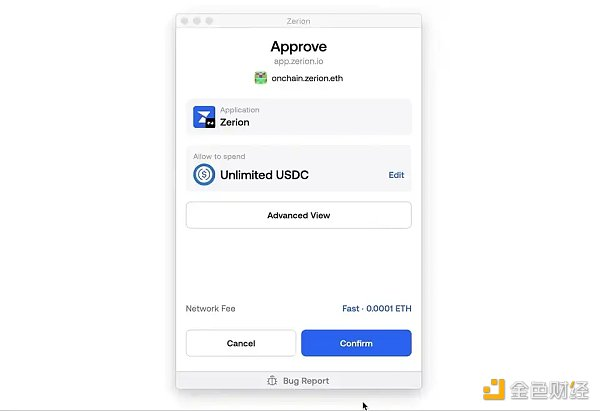 Zerion
Approve
app.zerion.io
onchain.zerion.eth
Application
Zerion
Allow to spend
Unlimited USDC
Edit
Advanced View
Network Fee
Fast · 0.0001 ETH
Cancel
Confirm
Bug Report
金色财经